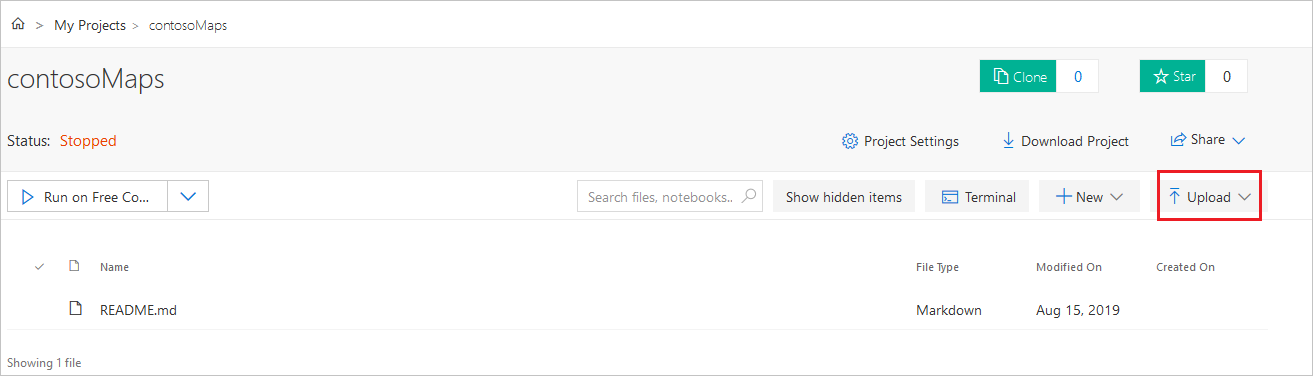 > My Projects > contosoMaps
contosoMaps
Clone 0 Star 0
Status: Stopped Project Settings Download Project Share
Run on Free Co... Search files, notebooks.. Show hidden items Terminal New Upload
Name File Type Modified On Created On
README.md Markdown Aug 15, 2019
Showing 1 file